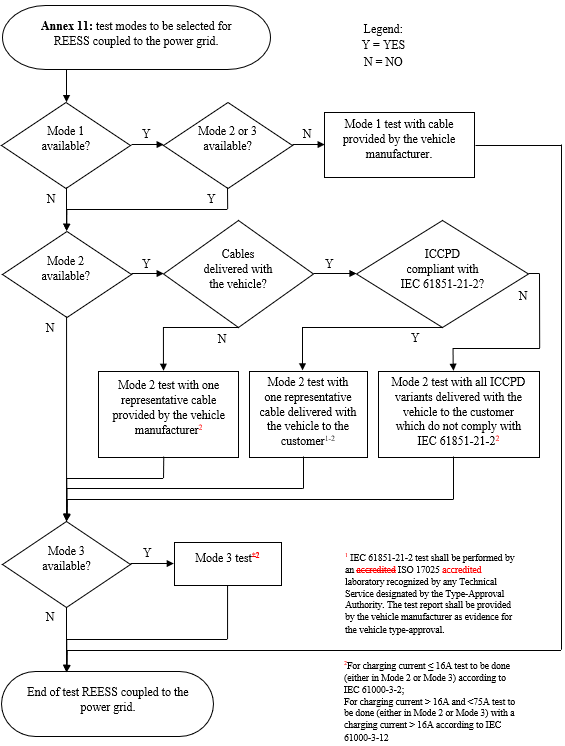 Annex 11: test modes to be selected for
REESS coupled to the power grid.
Legend:
Y = YES
N = NO
Mode 1
available?
Y
Mode 2 or 3
available?
N
Mode 1 test with cable
provided by the vehicle
manufacturer.
N
Y
Mode 2
available?
Y
Cables
delivered with
the vehicle?
Y
ICCPD
compliant with
IEC 61851-21-2?
N
N
N
Y
Mode 2 test with one
representative cable
provided by the vehicle
manufacturer2
Mode 2 test with
one representative
cable delivered with
the vehicle to the
customer1-2
Mode 2 test with all ICCPD
variants delivered with the
vehicle to the customer
which do not comply with
IEC 61851-21-22
Mode 3
available?
Y
Mode 3 test2
N
1 IEC 61851-21-2 test shall be performed by
an accredited ISO 17025 accredited
laboratory recognized by any Technical
Service designated by the Type-Approval
Authority. The test report shall be provided
by the vehicle manufacturer as evidence for
the vehicle type-approval.
2For charging current ≤ 16A test to be done
(either in Mode 2 or Mode 3) according to
IEC 61000-3-2;
For charging current > 16A and <75A test to
be done (either in Mode 2 or Mode 3) with a
charging current > 16A according to IEC
61000-3-12
End of test REESS coupled to the
power grid.